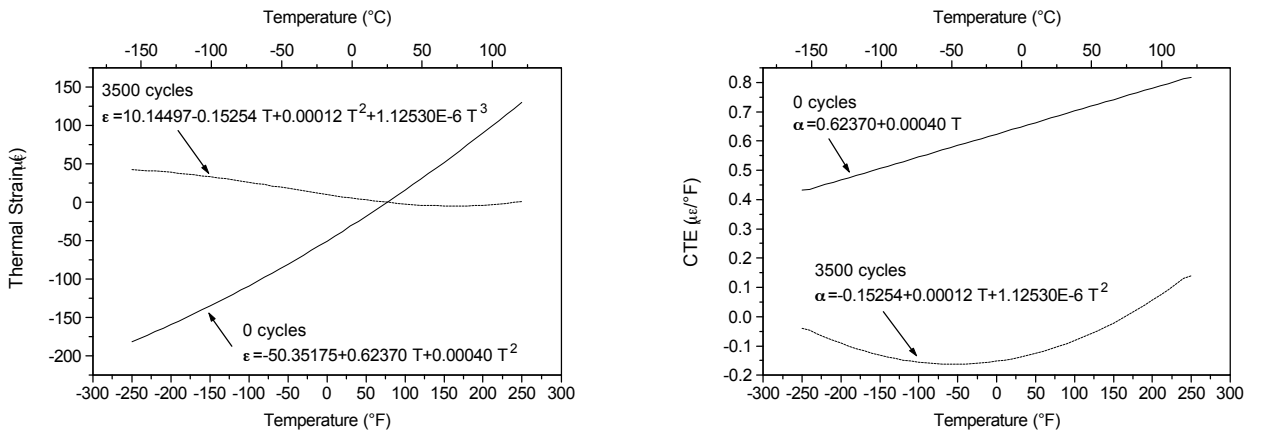 Temperature (°C)
-150 -100 -50 0 50 100
150
100
50
0
-50
-100
-150
-200
Thermal Strain(με)
3500 cycles
ε=10.14497-0.15254 T+0.00012 T²+1.12530E-6 T³
0 cycles
ε=-50.35175+0.62370 T+0.00040 T²
-300 -250 -200 -150 -100 -50 0 50 100 150 200 250 300
Temperature (°F)
Temperature (°C)
-150 -100 -50 0 50 100
0.8
0.7
0.6
0.5
0.4
0.3
0.2
0.1
0.0
-0.1
-0.2
CTE (με/°F)
0 cycles
α=0.62370+0.00040 T
3500 cycles
α=-0.15254+0.00012 T+1.12530E-6 T²
-300 -250 -200 -150 -100 -50 0 50 100 150 200 250 300
Temperature (°F)